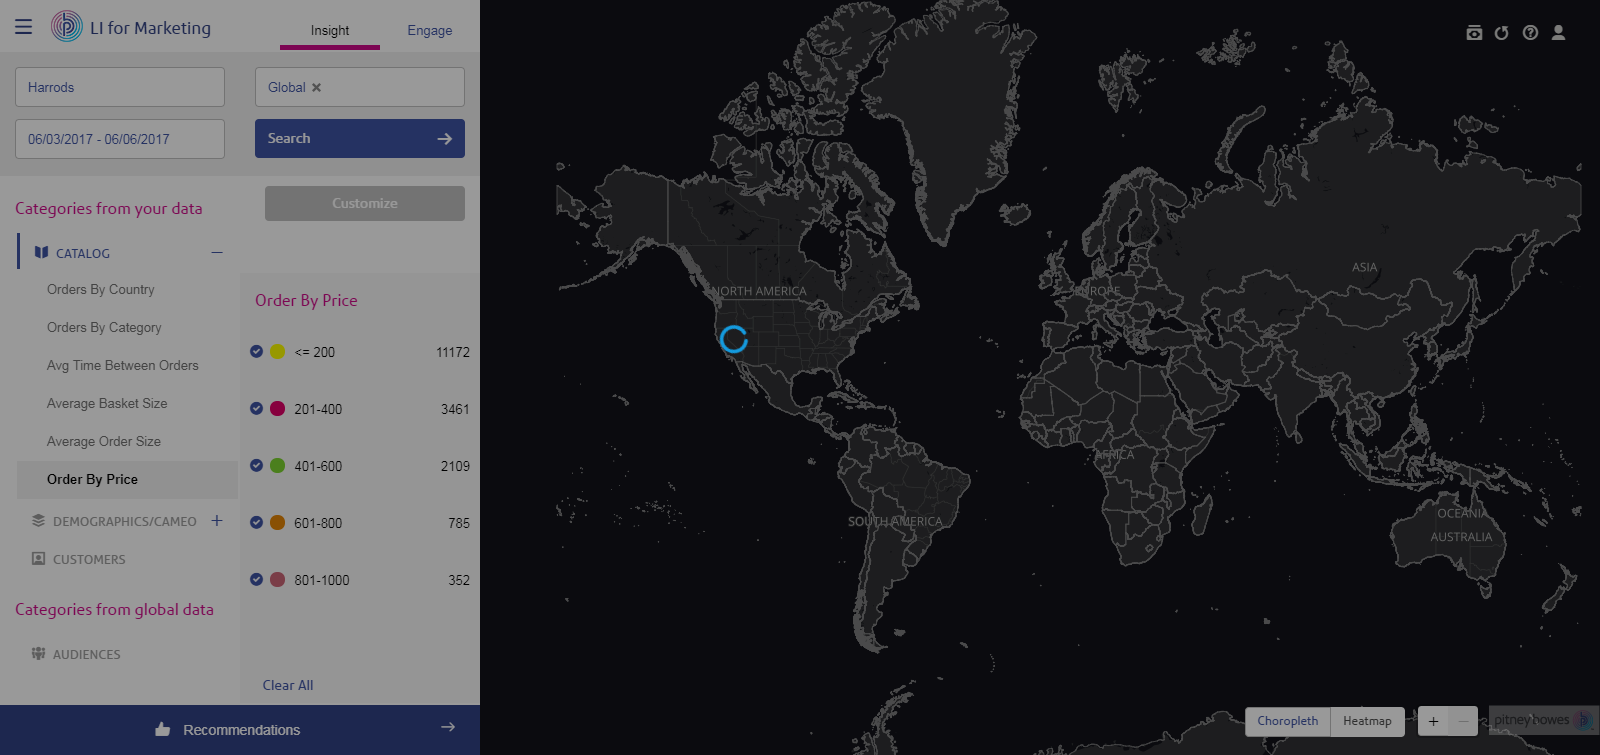 LI for Marketing
Insight
Engage
Harrods
Global ×
06/03/2017 - 06/06/2017
Search
Categories from your data
Customize
CATALOG
Orders By Country
Orders By Category
Avg Time Between Orders
Average Basket Size
Average Order Size
Order By Price
DEMOGRAPHICS/CAMEO +
CUSTOMERS
Categories from global data
AUDIENCES
Order By Price
<= 200 11172
201-400 3461
401-600 2109
601-800 785
801-1000 352
Clear All
Recommendations
NORTH AMERICA
EUROPE
ASIA
AFRICA
SOUTH AMERICA
OCEANIA
AUSTRALIA
Choropleth
Heatmap
+ −
pitney bowes